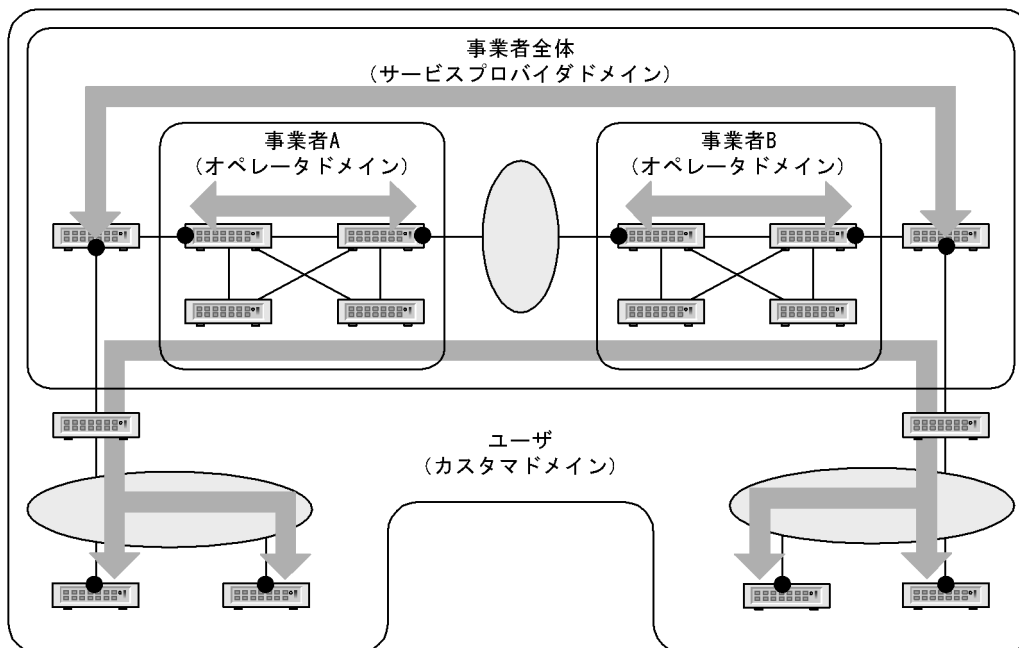 事業者全体
(サービスプロバイダドメイン)
事業者A
(オペレータドメイン)
事業者B
(オペレータドメイン)
ユーザ
(カスタマドメイン)